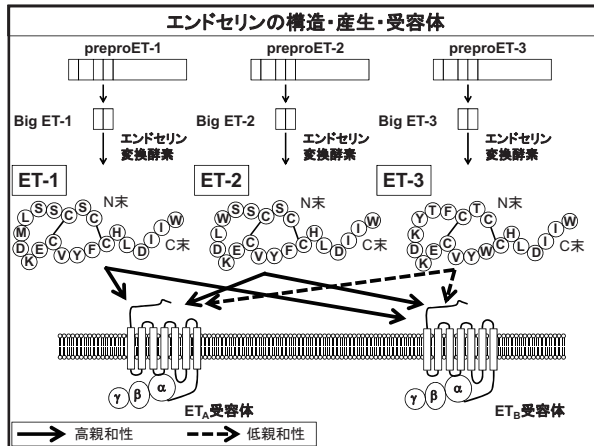 エンドセリンの構造・産生・受容体
preproET-1 preproET-2 preproET-3
Big ET-1 Big ET-2 Big ET-3
エンドセリン 変換酵素 エンドセリン 変換酵素 エンドセリン 変換酵素
ET-1 ET-2 ET-3
N末 N末 N末
L S S C S C
M D K E C V Y F C H L D I I W
C末
W S S C S C
L D K E C V Y F C H L D I I W
C末
Y T F C T C
K D K E C V Y W C H L D I I W
C末
γ β α γ β α
ETA受容体 ETB受容体
高親和性 低親和性